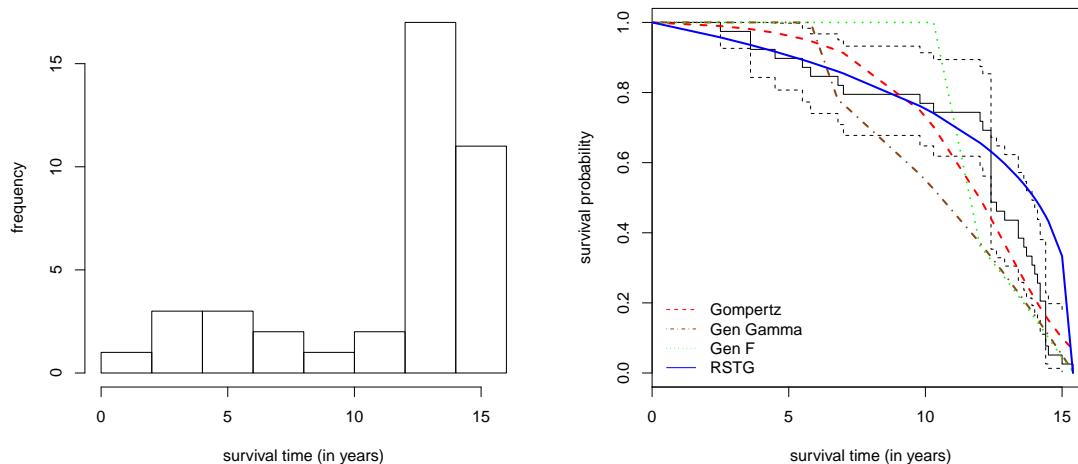 frequency
15
10
5
0
0
5
10
15
survival time (in years)
survival probability
1.0
0.8
0.6
0.4
0.2
0.0
Gompertz
Gen Gamma
Gen F
RSTG
0
5
10
15
survival time (in years)